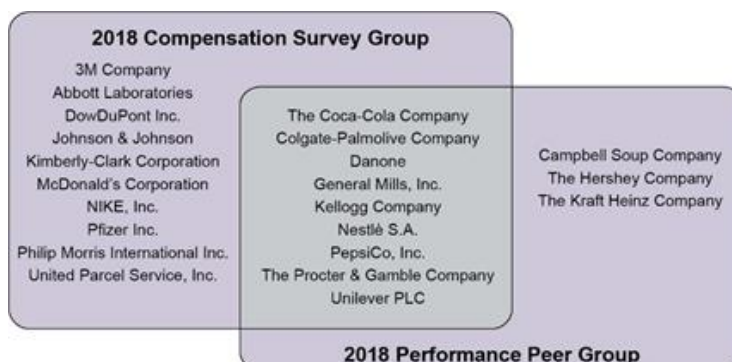 2018 Compensation Survey Group
3M Company
Abbott Laboratories
DowDuPont Inc.
Johnson & Johnson
Kimberly-Clark Corporation
McDonald's Corporation
NIKE, Inc.
Pfizer Inc.
Philip Morris International Inc.
United Parcel Service, Inc.
The Coca-Cola Company
Colgate-Palmolive Company
Danone
General Mills, Inc.
Kellogg Company
Nestlè S.A.
PepsiCo, Inc.
The Procter & Gamble Company
Unilever PLC
Campbell Soup Company
The Hershey Company
The Kraft Heinz Company
2018 Performance Peer Group